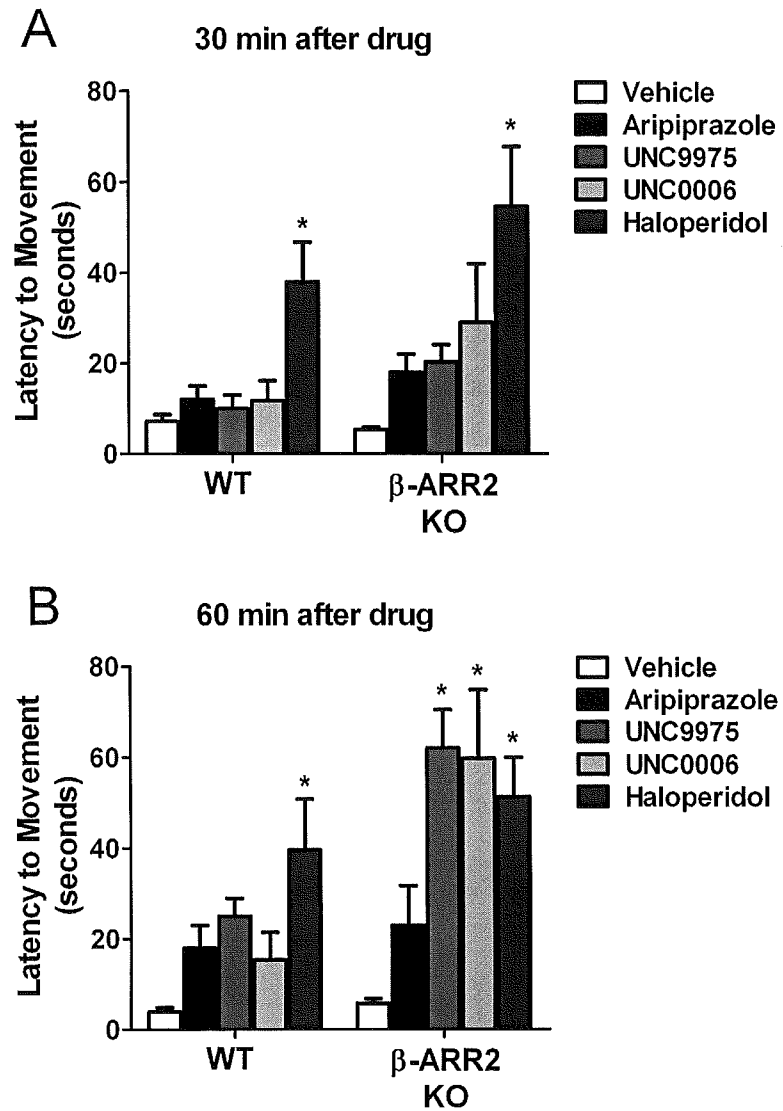 A
30 min after drug
Latency to Movement
(seconds)
80
60
40
20
0
*
*
WT
β-ARR2
KO
Vehicle
Aripiprazole
UNC9975
UNC0006
Haloperidol
B
60 min after drug
Latency to Movement
(seconds)
80
60
40
20
0
*
*
*
*
WT
β-ARR2
KO
Vehicle
Aripiprazole
UNC9975
UNC0006
Haloperidol